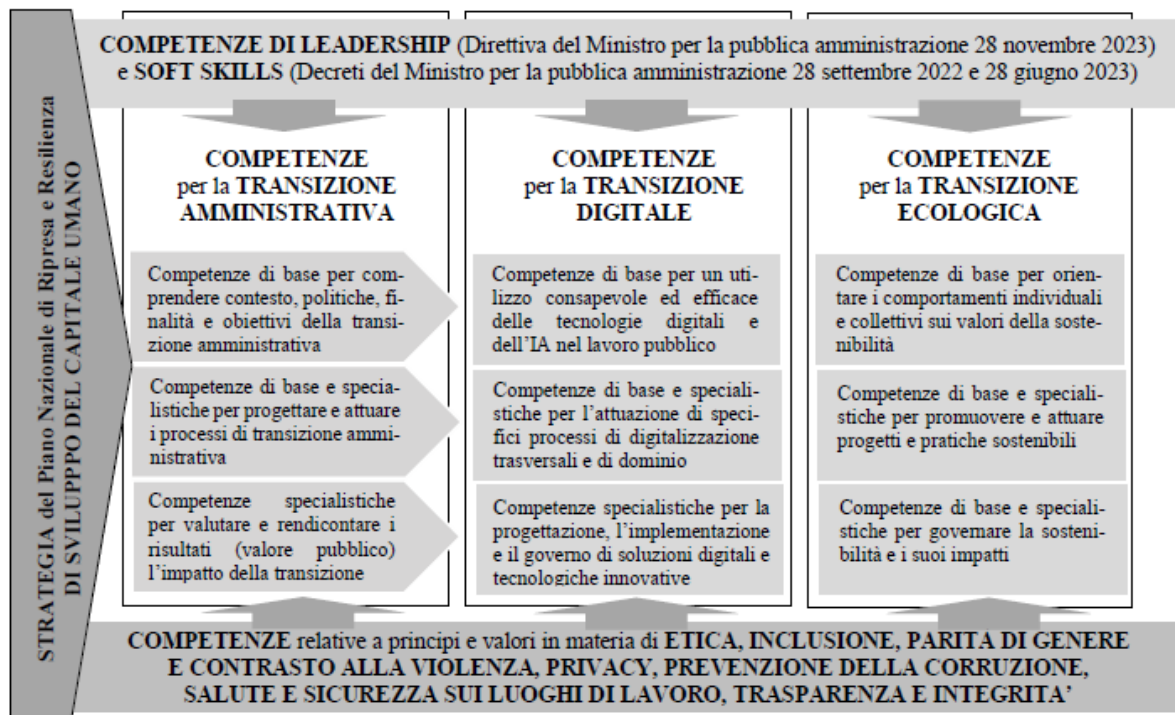 COMPETENZE DI LEADERSHIP (Direttiva del Ministro per la pubblica amministrazione 28 novembre 2023)
e SOFT SKILLS (Decreti del Ministro per la pubblica amministrazione 28 settembre 2022 e 28 giugno 2023)
STRATEGIA del Piano Nazionale di Ripresa e Resilienza
DI SVILUPPPO DEL CAPITALE UMANO
COMPETENZE
per la TRANSIZIONE
AMMINISTRATIVA
Competenze di base per com-
prendere contesto, politiche, fi-
nalità e obiettivi della transi-
zione amministrativa
Competenze di base e specia-
listiche per progettare e attuare
i processi di transizione ammi-
nistrativa
Competenze specialistiche
per valutare e rendicontare i
risultati (valore pubblico)
l’impatto della transizione
COMPETENZE
per la TRANSIZIONE
DIGITALE
Competenze di base per un uti-
lizzo consapevole ed efficace
delle tecnologie digitali e
dell’IA nel lavoro pubblico
Competenze di base e speciali-
stiche per l’attuazione di speci-
fici processi di digitalizzazione
trasversali e di dominio
Competenze specialistiche per la
progettazione, l’implementazione
e il governo di soluzioni digitali e
tecnologiche innovative
COMPETENZE
per la TRANSIZIONE
ECOLOGICA
Competenze di base per orien-
tare i comportamenti individuali
e collettivi sui valori della soste-
nibilità
Competenze di base e speciali-
stiche per promuovere e attuare
progetti e pratiche sostenibili
Competenze di base e speciali-
stiche per governare la sosteni-
bilità e i suoi impatti
COMPETENZE relative a principi e valori in materia di ETICA, INCLUSIONE, PARITA DI GENERE
E CONTRASTO ALLA VIOLENZA, PRIVACY, PREVENZIONE DELLA CORRUZIONE,
SALUTE E SICUREZZA SUI LUOGHI DI LAVORO, TRASPARENZA E INTEGRITA’